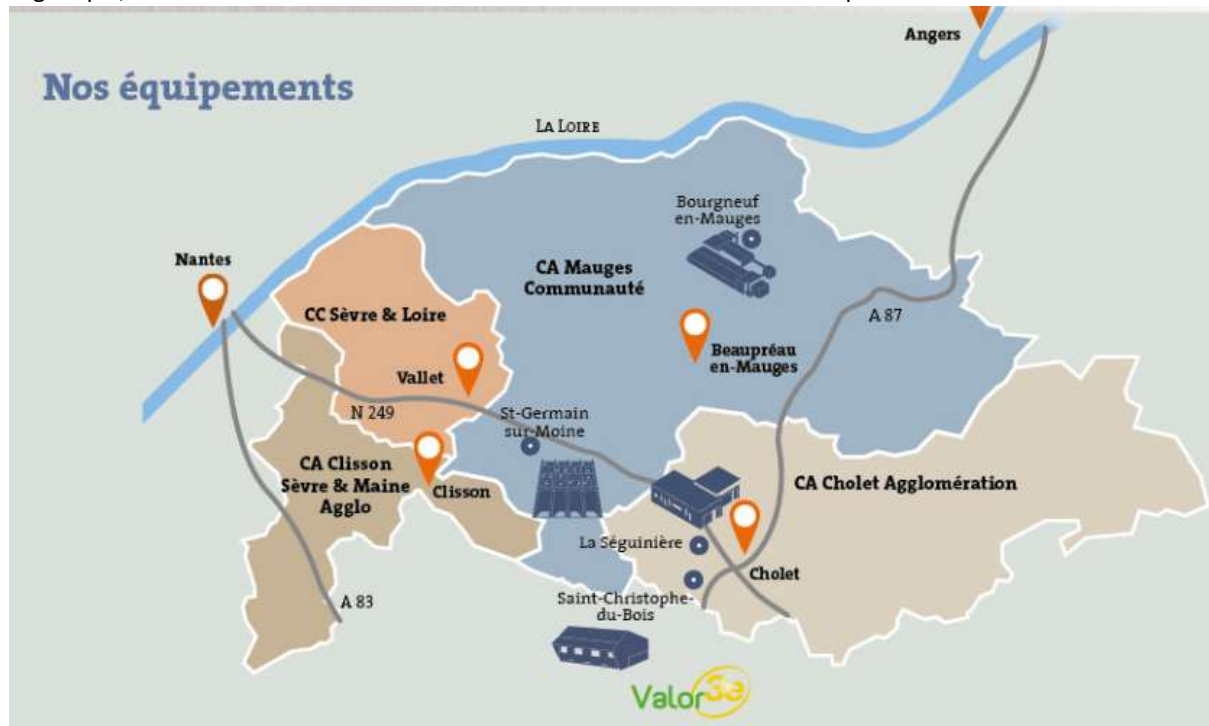 Angers
Nos équipements
LA LOIRE
Bourgneuf
en-Mauges
Nantes
CA Mauges
Communauté
CC Sèvre & Loire
A 87
Beaupréau
en-Mauges
Vallet
N 249
St-Germain
sur-Moine
CA Clisson
Sèvre & Maine
Agglo
Clisson
CA Cholet Agglomération
La Séguinière
Cholet
A 83
Saint-Christophe-
du-Bois
Valor3e